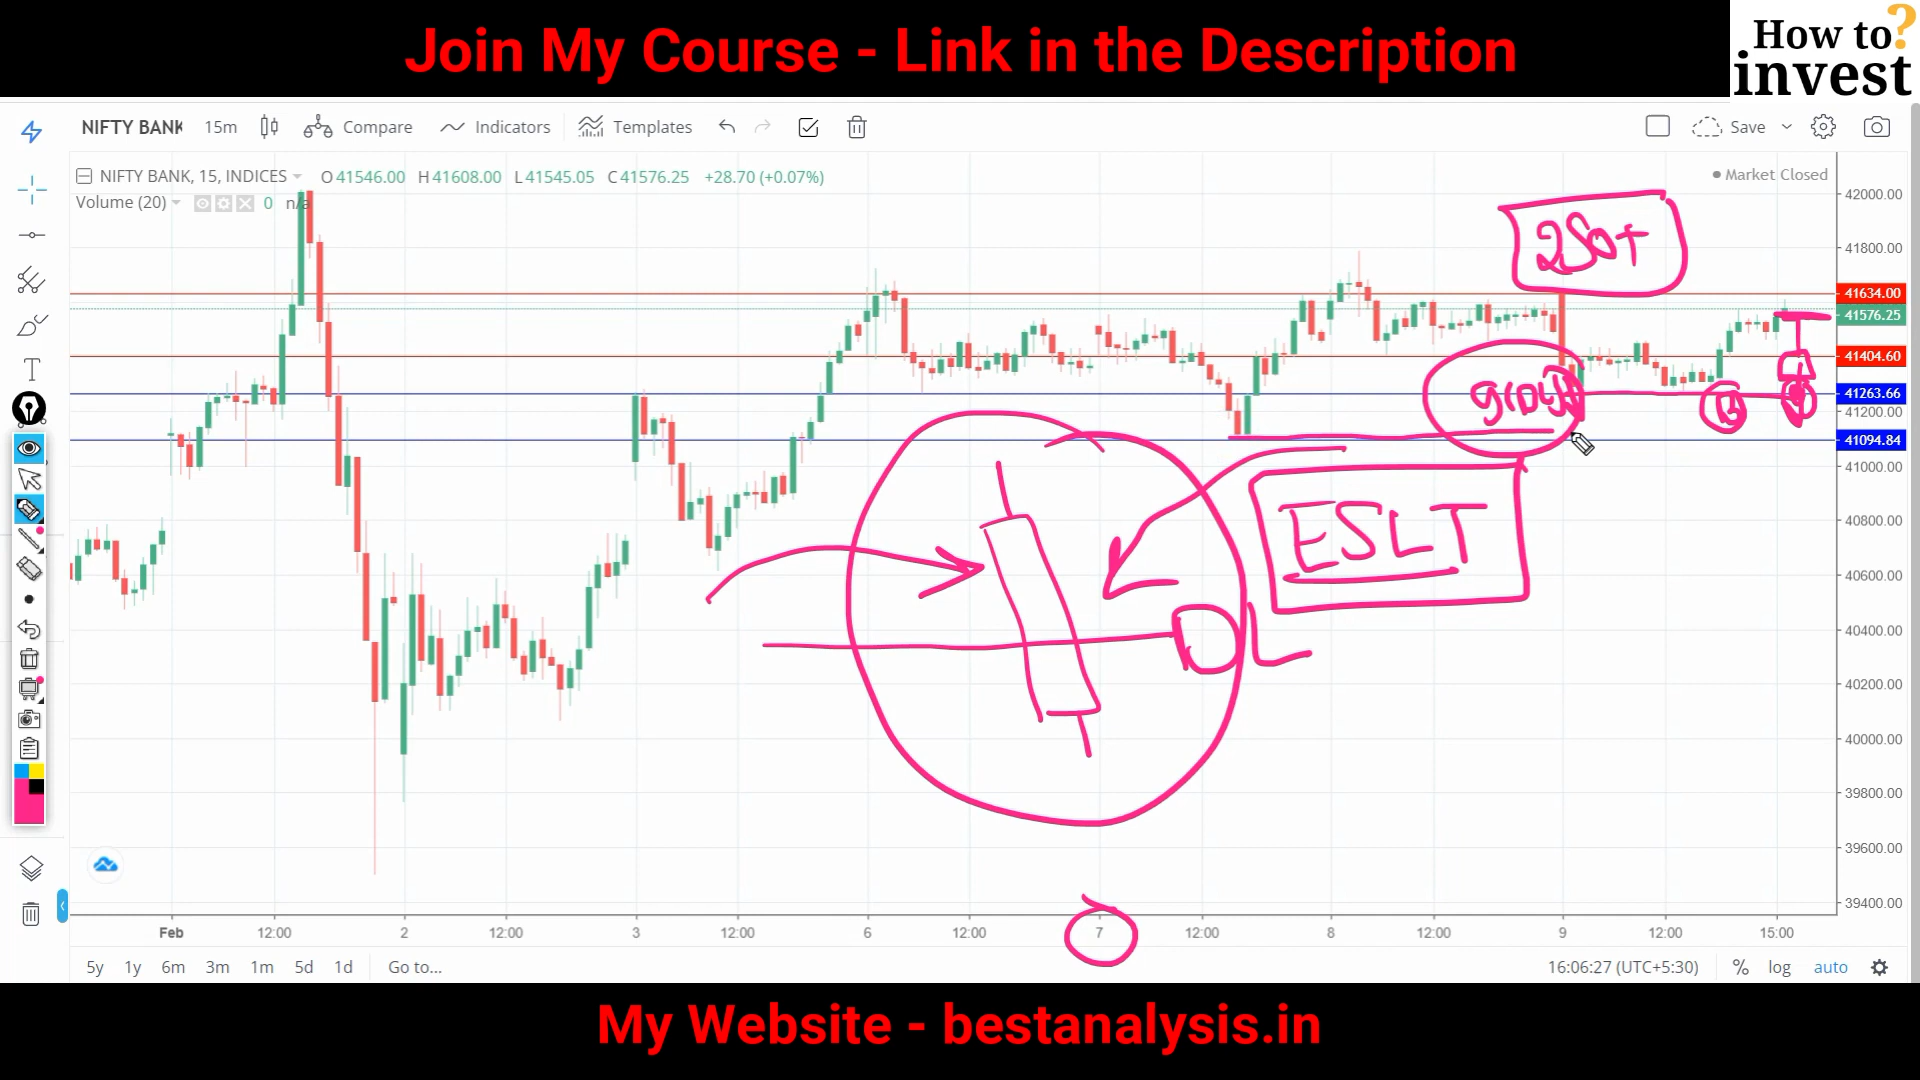 Join My Course - Link in the Description
How to?
invest
NIFTY BANK 15m Compare Indicators Templates Save
NIFTY BANK, 15, INDICES O41546.00 H41608.00 L41545.05 C41576.25 +28.70 (+0.07%)
Market Closed
Volume (20) 0 n/a
42000.00
250+
41800.00
41634.00
41576.25
41404.60
41263.66
41200.00
41094.84
41000.00
ESLT
40800.00
40600.00
40400.00
40200.00
40000.00
39800.00
39600.00
39400.00
Feb 12:00 2 12:00 3 12:00 6 12:00 7 12:00 8 12:00 9 12:00 15:00
5y 1y 6m 3m 1m 5d 1d Go to... 16:06:27 (UTC+5:30) % log auto
My Website - bestanalysis.in